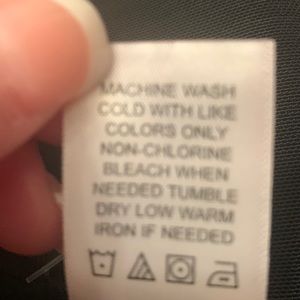 MACHINE WASH
COLD WITH LIKE
COLORS ONLY
NON-CHLORINE
BLEACH WHEN
NEEDED TUMBLE
DRY LOW WARM
IRON IF NEEDED